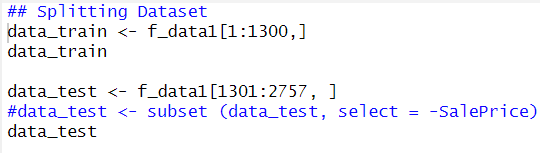 ## Splitting Dataset
data_train <- f_data1[1:1300,]
data_train
data_test <- f_data1[1301:2757, ]
#data_test <- subset (data_test, select = -SalePrice)
data_test